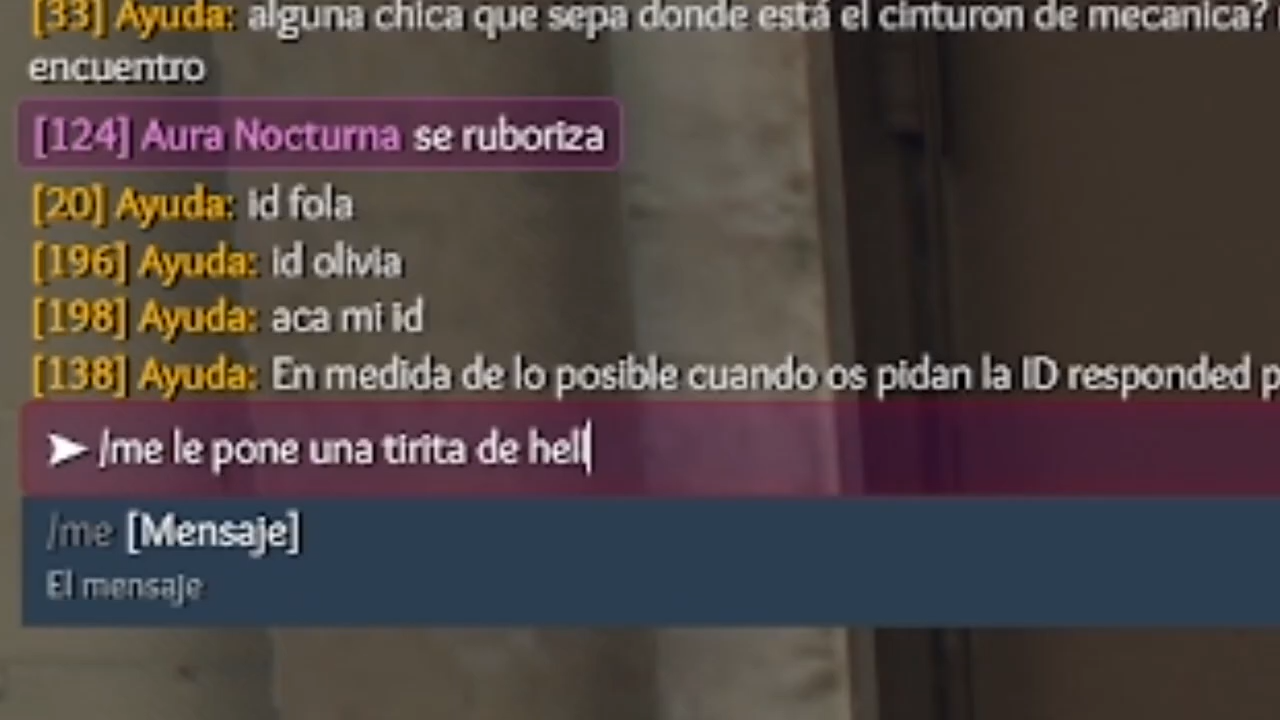 [33] Ayuda: alguna chica que sepa donde está el cinturon de mecanica?
encuentro
[124] Aura Nocturna se ruboriza
[20] Ayuda: id fola
[196] Ayuda: id olivia
[198] Ayuda: aca mi id
[138] Ayuda: En medida de lo posible cuando os pidan la ID responded p
➤ /me le pone una tirita de hell
/me [Mensaje]
El mensaje